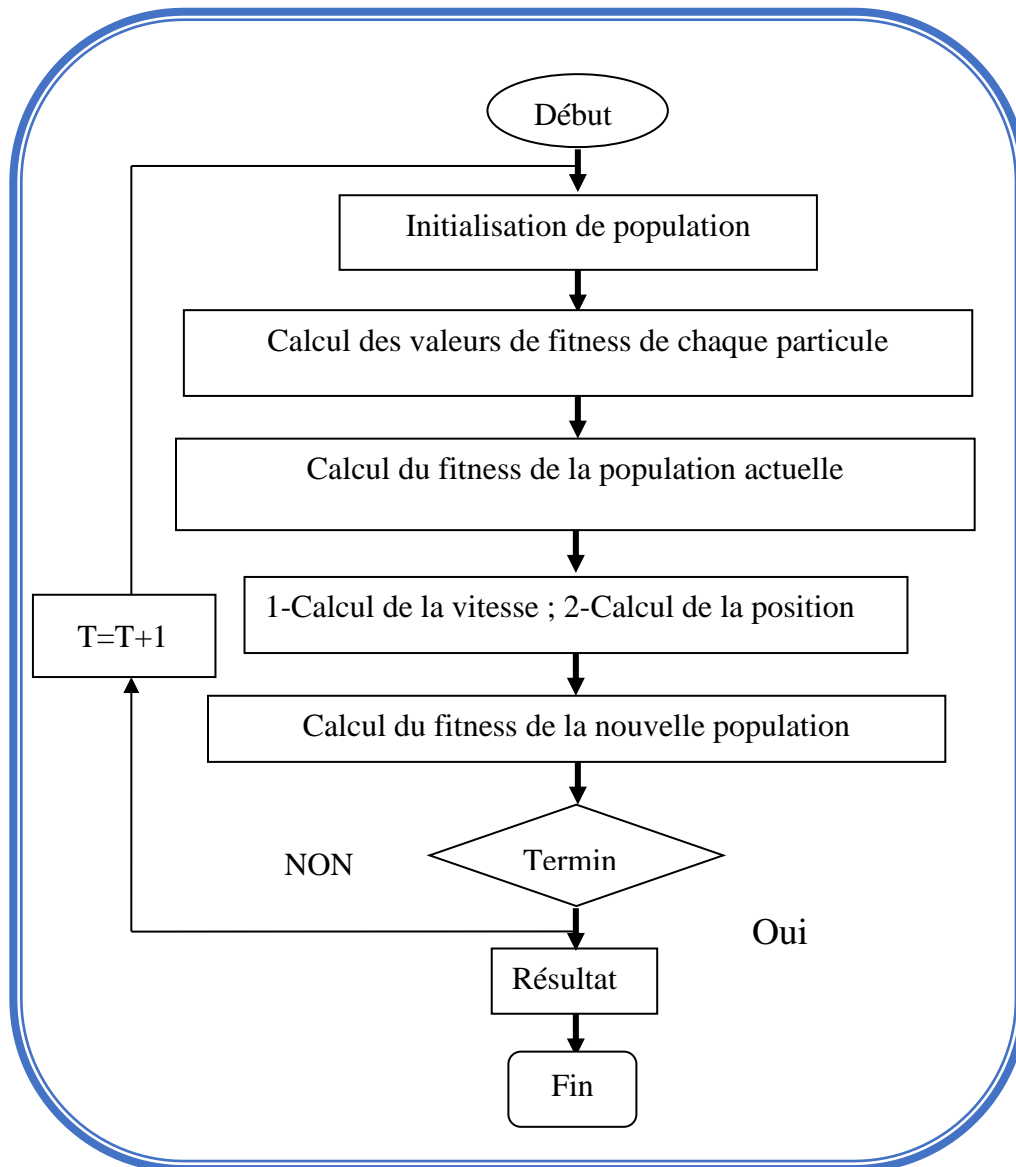 Début
Initialisation de population
Calcul des valeurs de fitness de chaque particule
Calcul du fitness de la population actuelle
1-Calcul de la vitesse ; 2-Calcul de la position
T=T+1
Calcul du fitness de la nouvelle population
Termin
NON
Oui
Résultat
Fin